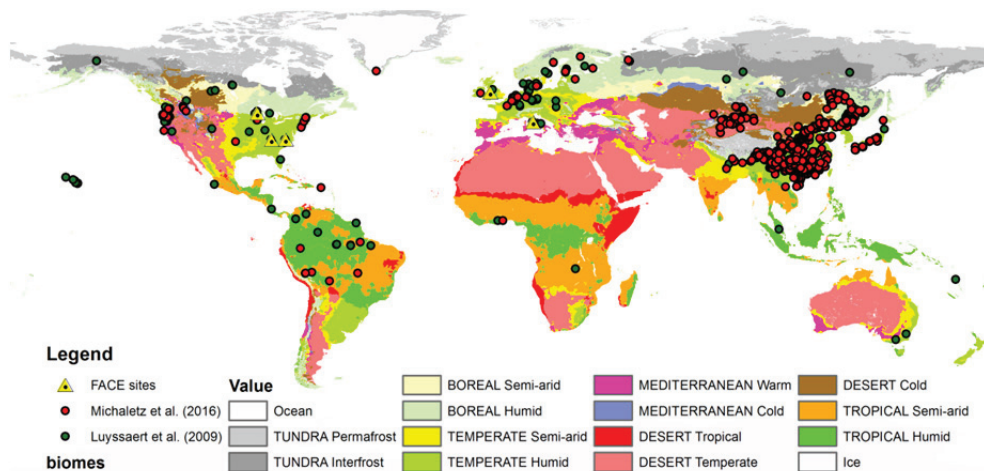 Legend
FACE sites
Michaletz et al. (2016)
Luyssaert et al. (2009)
biomes
Value
Ocean
TUNDRA Permafrost
TUNDRA Interfrost
BOREAL Semi-arid
BOREAL Humid
TEMPERATE Semi-arid
TEMPERATE Humid
MEDITERRANEAN Warm
MEDITERRANEAN Cold
DESERT Tropical
DESERT Temperate
DESERT Cold
TROPICAL Semi-arid
TROPICAL Humid
Ice